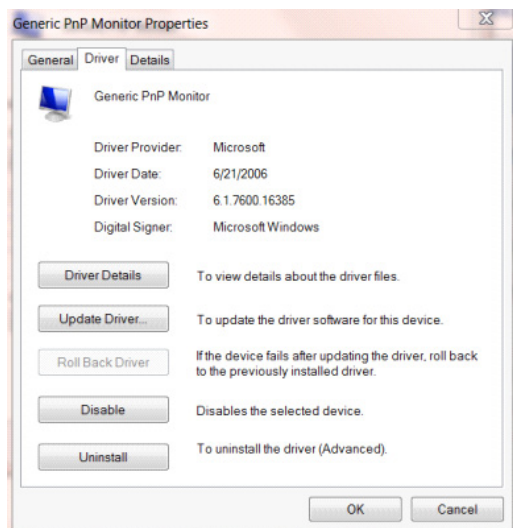 Generic PnP Monitor Properties
General Driver Details
Generic PnP Monitor
Driver Provider: Microsoft
Driver Date: 6/21/2006
Driver Version: 6.1.7600.16385
Digital Signer: Microsoft Windows
Driver Details To view details about the driver files.
Update Driver... To update the driver software for this device.
Roll Back Driver If the device fails after updating the driver, roll back
to the previously installed driver.
Disable Disables the selected device.
Uninstall To uninstall the driver (Advanced).
OK Cancel